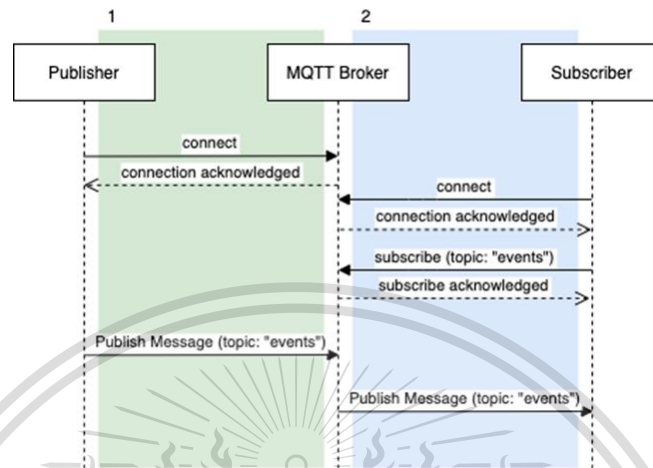 1
2
Publisher
MQTT Broker
Subscriber
connect
connection acknowledged
connect
connection acknowledged
subscribe (topic: "events")
subscribe acknowledged
Publish Message (topic: "events")
Publish Message (topic: "events")